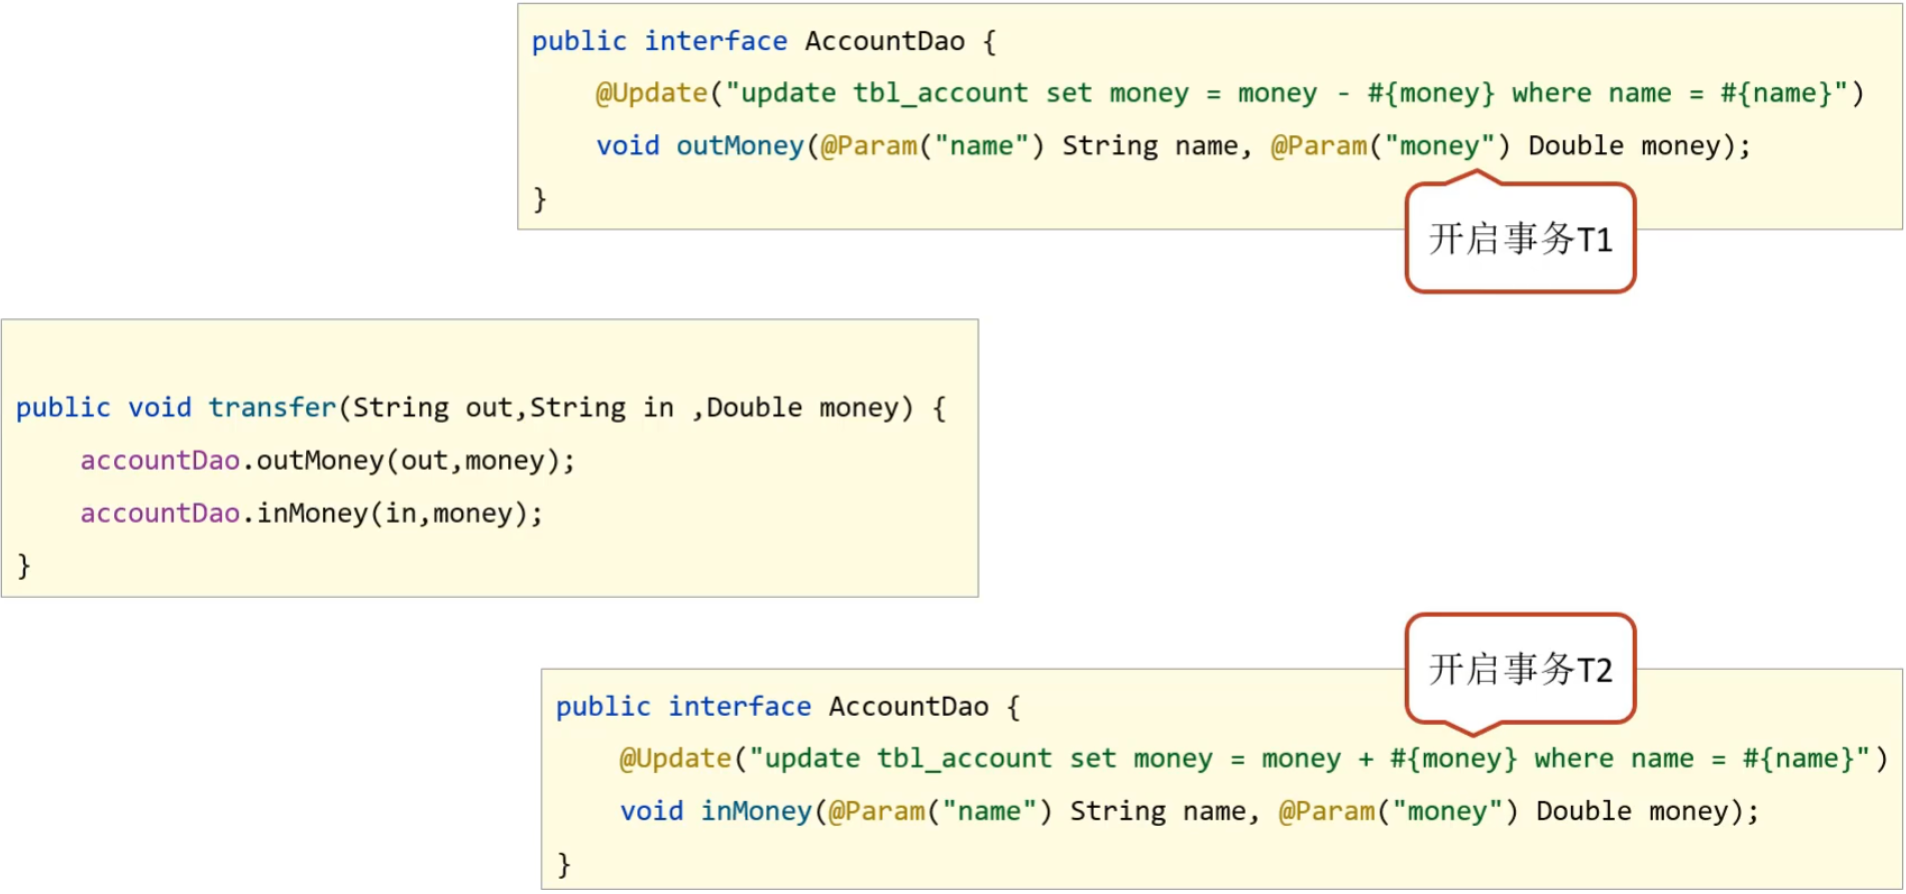 public interface AccountDao {
    @Update("update tbl_account set money = money - #{money} where name = #{name}")
    void outMoney(@Param("name") String name, @Param("money") Double money);
}
开启事务T1
public void transfer(String out,String in ,Double money) {
    accountDao.outMoney(out,money);
    accountDao.inMoney(in,money);
}
开启事务T2
public interface AccountDao {
    @Update("update tbl_account set money = money + #{money} where name = #{name}")
    void inMoney(@Param("name") String name, @Param("money") Double money);
}